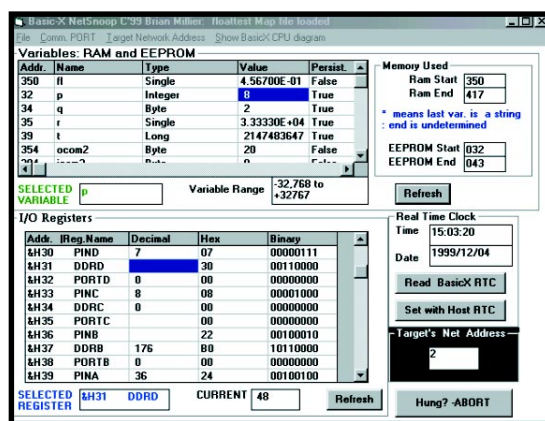 Basic-X NetSnoop C'99 Brian Millier: floattest Map file loaded
File Comm. PORT Target Network Address Show BasicX CPU diagram
Variables: RAM and EEPROM
Addr. Name Type Value Persist.
350 fl Single 4.56700E-01 False
32 p Integer 8 True
34 q Byte 2 True
35 r Single 3.33330E+04 True
39 t Long 2147483647 True
354 ocom2 Byte 20 False
SELECTED VARIABLE p
Variable Range -32,768 to +32767
Memory Used
Ram Start 350
Ram End 417
* means last var. is a string
: end is undetermined
EEPROM Start 032
EEPROM End 043
Refresh
I/O Registers
Addr. Reg.Name Decimal Hex Binary
&H30 PIND 7 07 00000111
&H31 DDRD 30 00110000
&H32 PORTD 0 00 00000000
&H33 PINC 8 08 00001000
&H34 DDRC 0 00 00000000
&H35 PORTC 00 00000000
&H36 PINB 22 00100010
&H37 DDRB 176 B0 10110000
&H38 PORTB 0 00 00000000
&H39 PINA 36 24 00100100
SELECTED REGISTER &H31 DDRD
CURRENT 48
Refresh
Real Time Clock
Time 15:03:20
Date 1999/12/04
Read BasicX RTC
Set with Host RTC
Target's Net Address
2
Hung? -ABORT